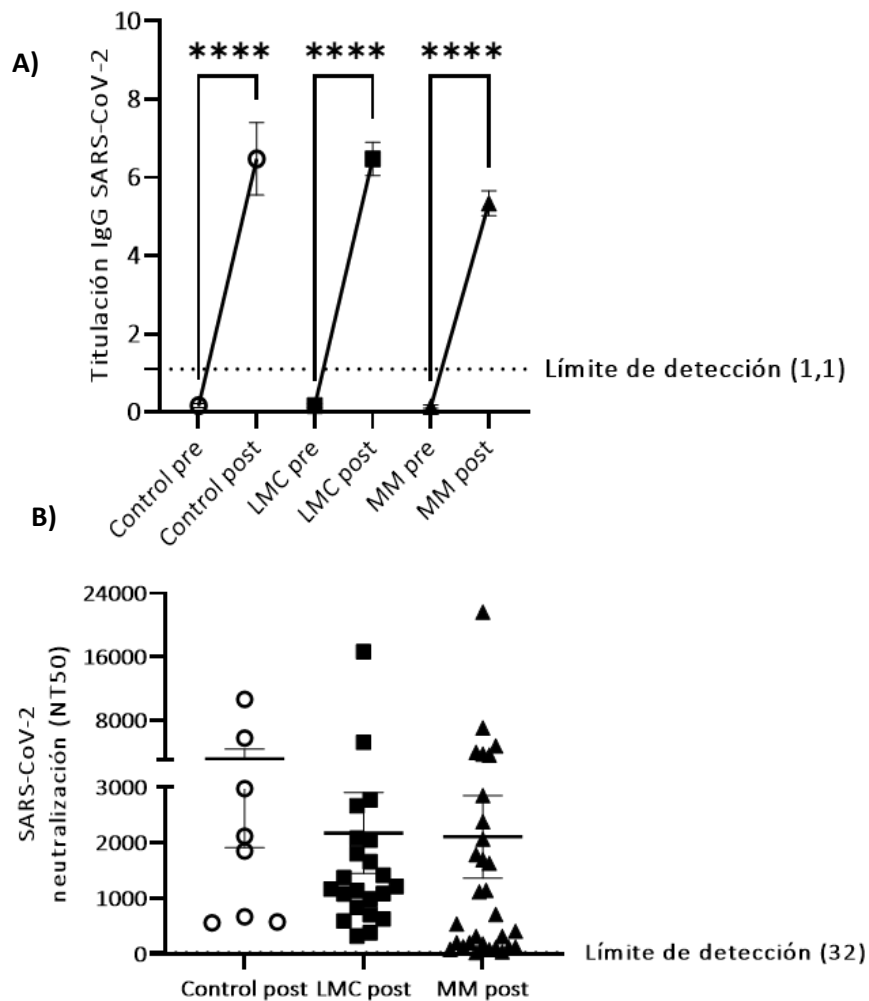 A)
Titulación IgG SARS-CoV-2
10
8
6
4
2
0
**** **** ****
Límite de detección (1,1)
Control pre
Control post
LMC pre
LMC post
MM pre
MM post
B)
SARS-CoV-2
neutralización (NT50)
24000
16000
8000
3000
2000
1000
0
Límite de detección (32)
Control post LMC post MM post